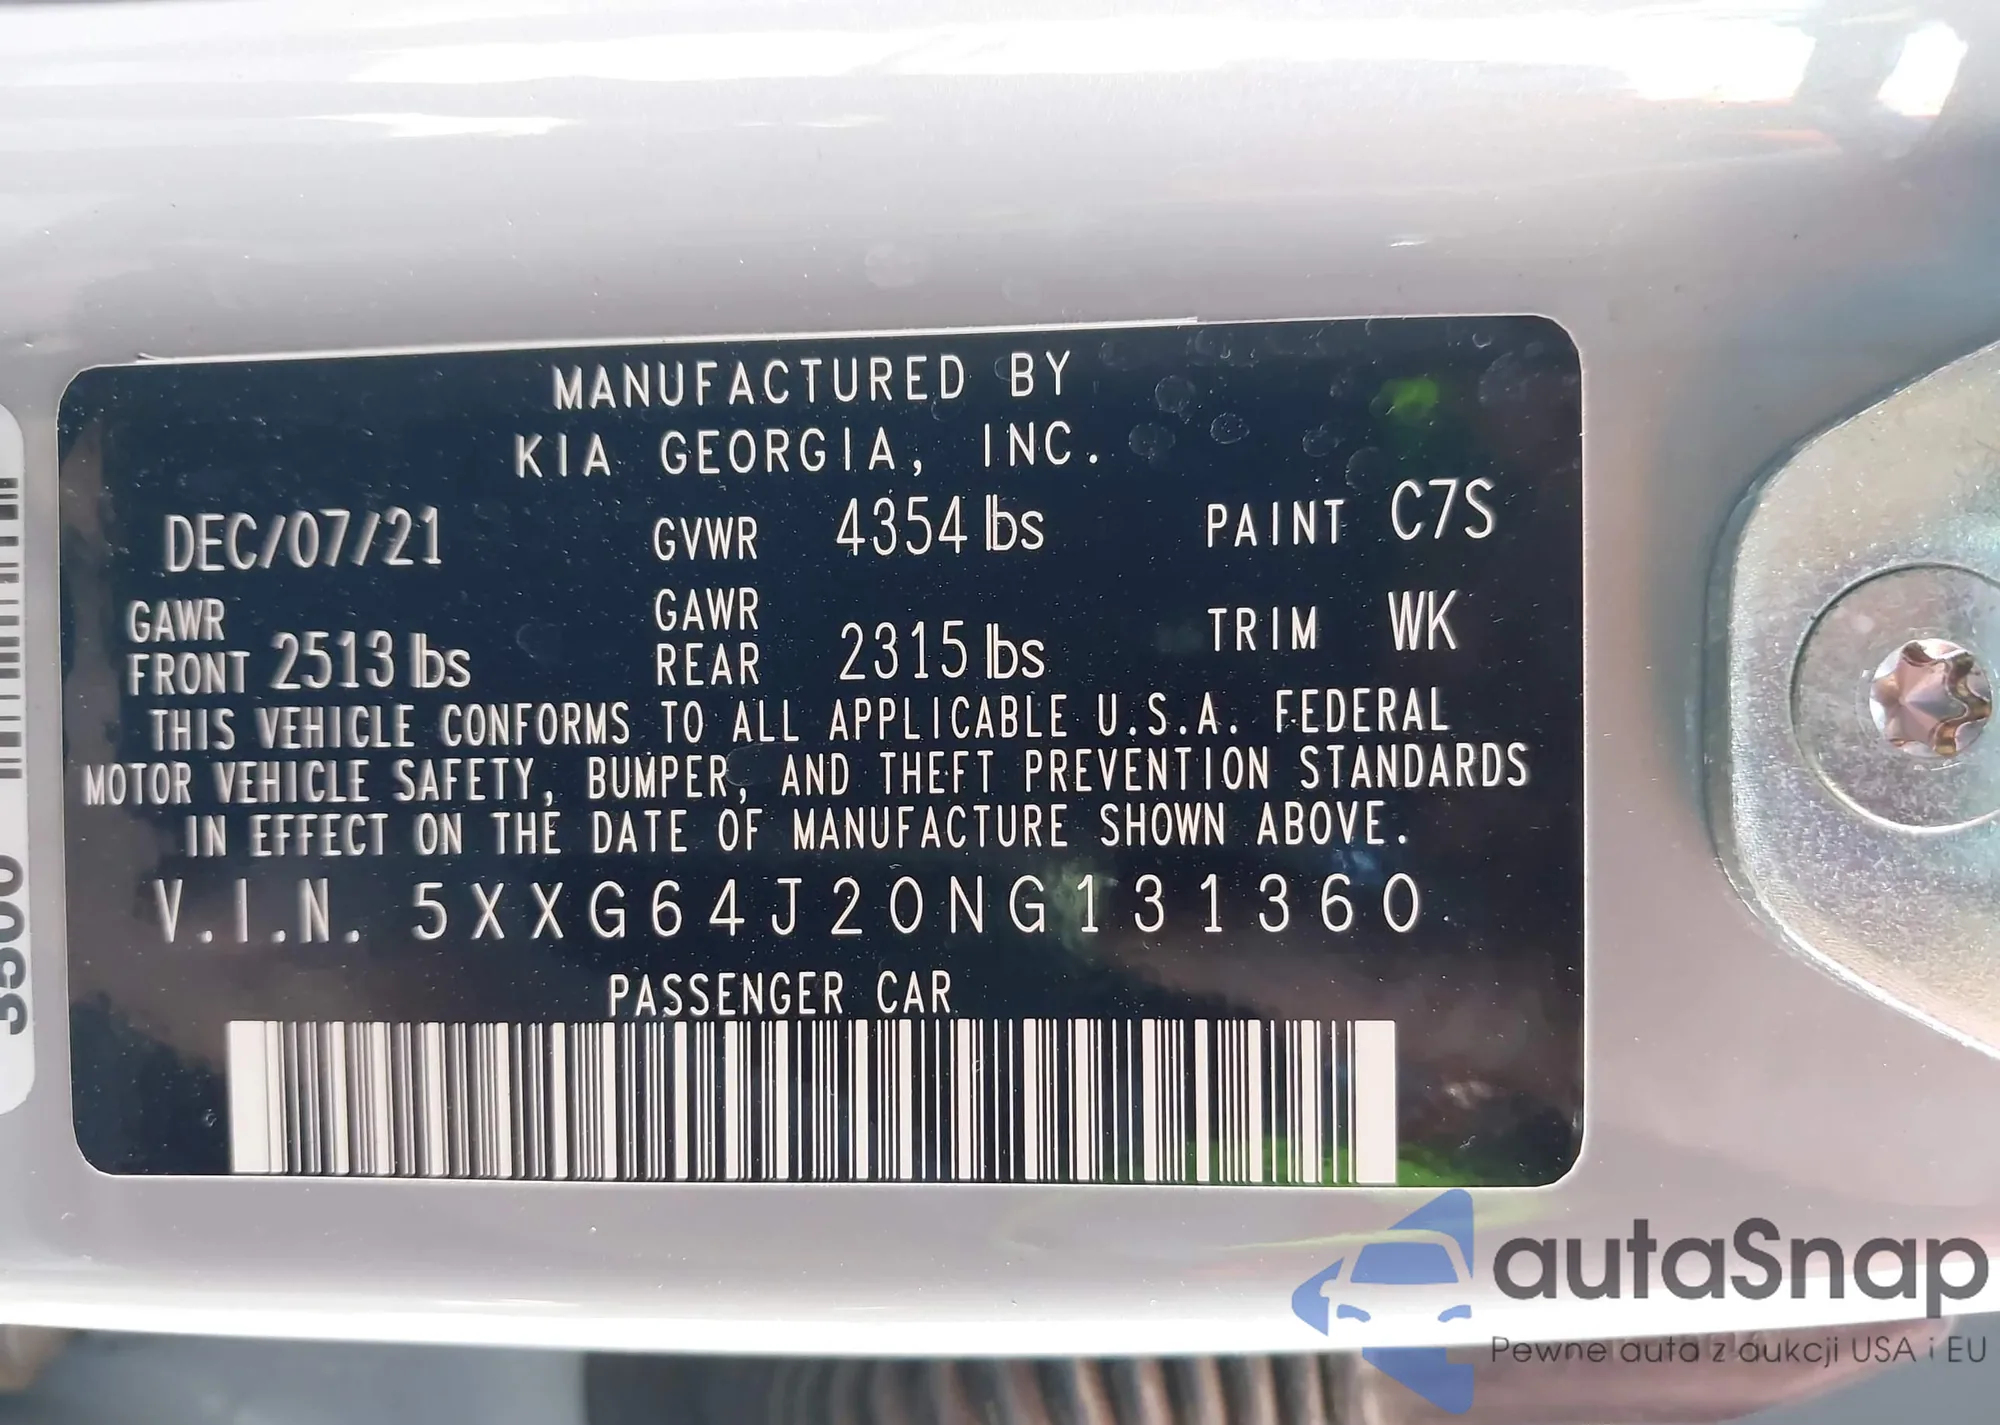 MANUFACTURED BY
KIA GEORGIA, INC.
DEC/07/21 GVWR 4354 lbs PAINT C7S
GAWR FRONT 2513 lbs GAWR REAR 2315 lbs TRIM WK
THIS VEHICLE CONFORMS TO ALL APPLICABLE U.S.A. FEDERAL
MOTOR VEHICLE SAFETY, BUMPER, AND THEFT PREVENTION STANDARDS
IN EFFECT ON THE DATE OF MANUFACTURE SHOWN ABOVE.
V.I.N. 5XXG64J20NG131360
PASSENGER CAR
autaSnap
Pewne auta z aukcji USA i EU